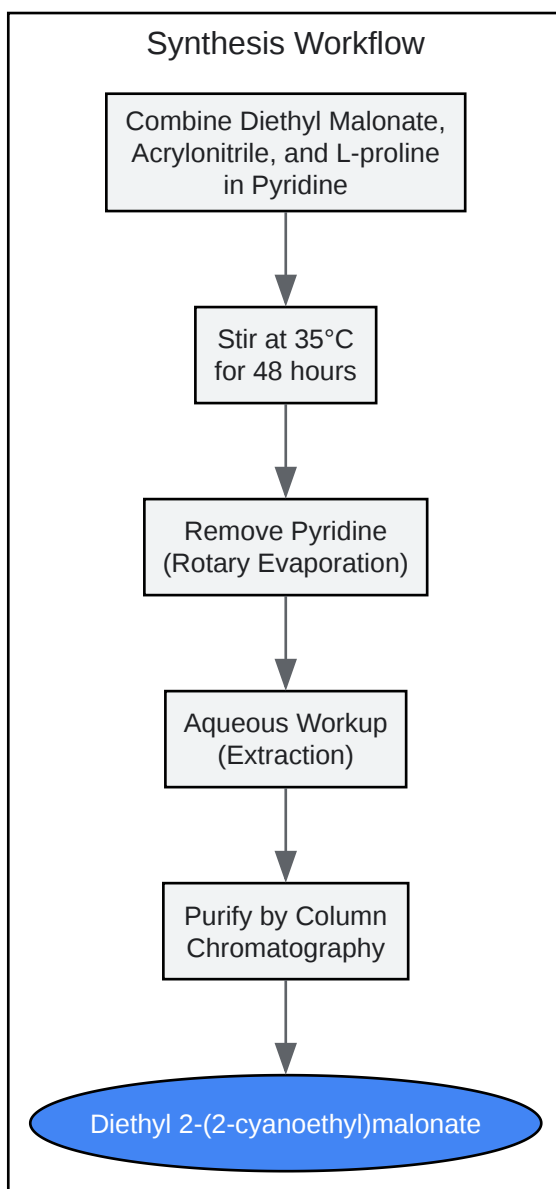 Synthesis Workflow
Combine Diethyl Malonate,
Acrylonitrile, and L-proline
in Pyridine
Stir at 35°C
for 48 hours
Remove Pyridine
(Rotary Evaporation)
Aqueous Workup
(Extraction)
Purify by Column
Chromatography
Diethyl 2-(2-cyanoethyl)malonate